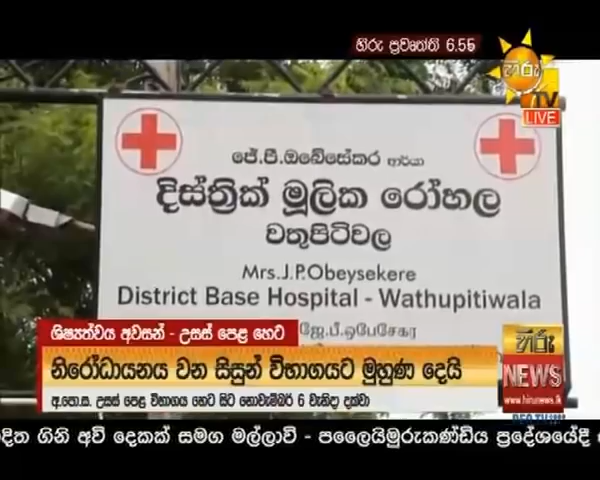 හිරු ප්‍රවෘත්ති 6.55
හිරු
TV
LIVE
ජේ.පී.ඔබේසේකර ආර්යා
දිස්ත්‍රික් මූලික රෝහල
වතුපිටිවල
Mrs.J.P.Obeysekere
District Base Hospital - Wathupitiwala
ශිෂ්‍යත්වය අවසන් - උසස් පෙළ හෙට
නිරෝධායනය වන සිසුන් විභාගයට මුහුණ දෙයි
අ.පො.ස. උසස් පෙළ විභාගය හෙට සිට නොවැම්බර් 6 වැනිදා දක්වා
හිරු
NEWS
www.hirunews.lk
ගිනි අවි දෙකක් සමග මල්ලාවි - පලෛයිමුරුකණ්ඩිය ප්‍රදේශයේදී